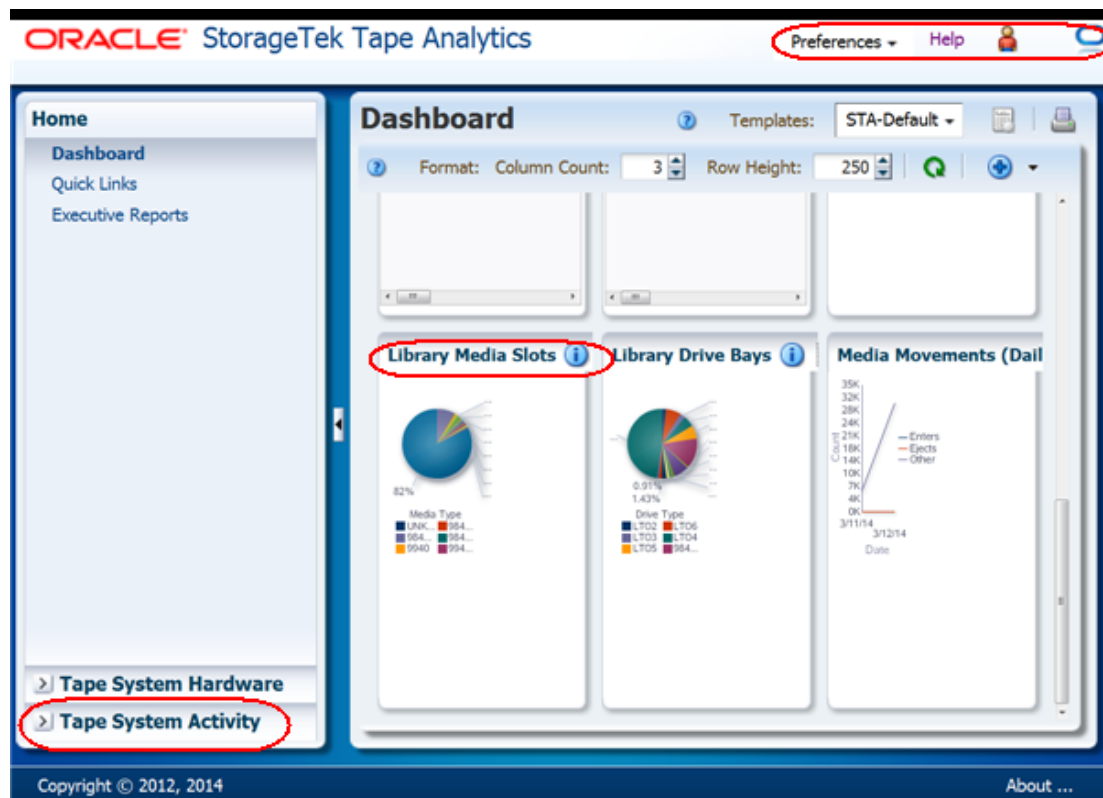 ORACLE StorageTek Tape Analytics
Preferences Help
Home
Dashboard
Quick Links
Executive Reports
Tape System Hardware
Tape System Activity
Dashboard Templates: STA-Default
Format: Column Count: 3 Row Height: 250
Library Media Slots
82%
Media Type
UNK... 984...
984... 984...
9940 994...
Library Drive Bays
0.91%
1.43%
Drive Type
LTO2 LTO6
LTO3 LTO4
LTO5 984...
Media Movements (Dail
35K
32K
28K
24K
21K
18K
14K
10K
7K
4K
0K
Count
Enters
Ejects
Other
3/11/14
3/12/14
Date
Copyright © 2012, 2014 About ...